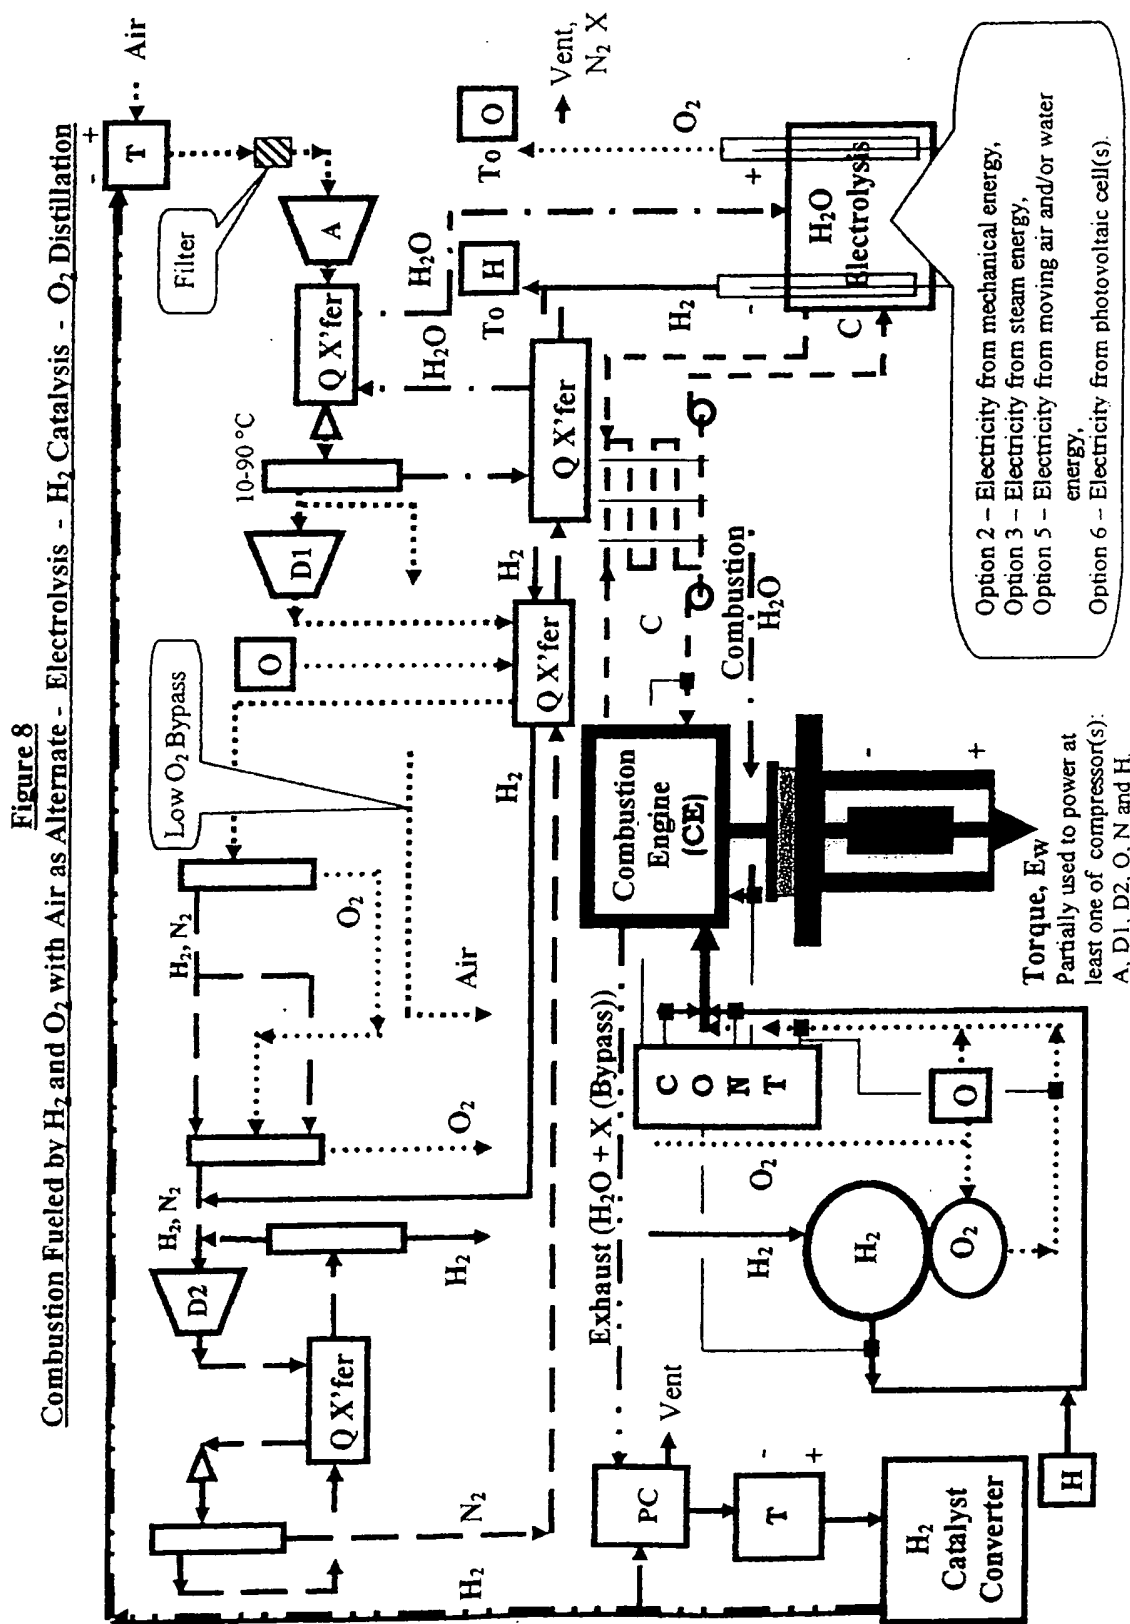 Figure 8
Combustion Fueled by H2 and O2 with Air as Alternate - Electrolysis - H2 Catalysis - O2 Distillation
- +
T
Air
Filter
A
Q X'fer
H2O
H2O
10-90 °C
D1
O
Low O2 Bypass
H2, N2
O2
Air
H2, N2
O2
D2
H2
Q X'fer
N2
H2
Q X'fer
H2
H2
Q X'fer
To H
To O
Vent,
N2 X
H2
O2
- +
H2O
Electrolysis
C
C
Combustion
H2O
Option 2 – Electricity from mechanical energy,
Option 3 – Electricity from steam energy,
Option 5 – Electricity from moving air and/or water
energy,
Option 6 – Electricity from photovoltaic cell(s).
Combustion
Engine
(CE)
-
+
Torque, EW
Partially used to power at
least one of compressor(s):
A, D1, D2, O, N and H.
Exhaust (H2O + X (Bypass))
C
O
N
T
O2
H2
H2
O2
O
PC
Vent
T
- +
H2
Catalyst
Converter
H